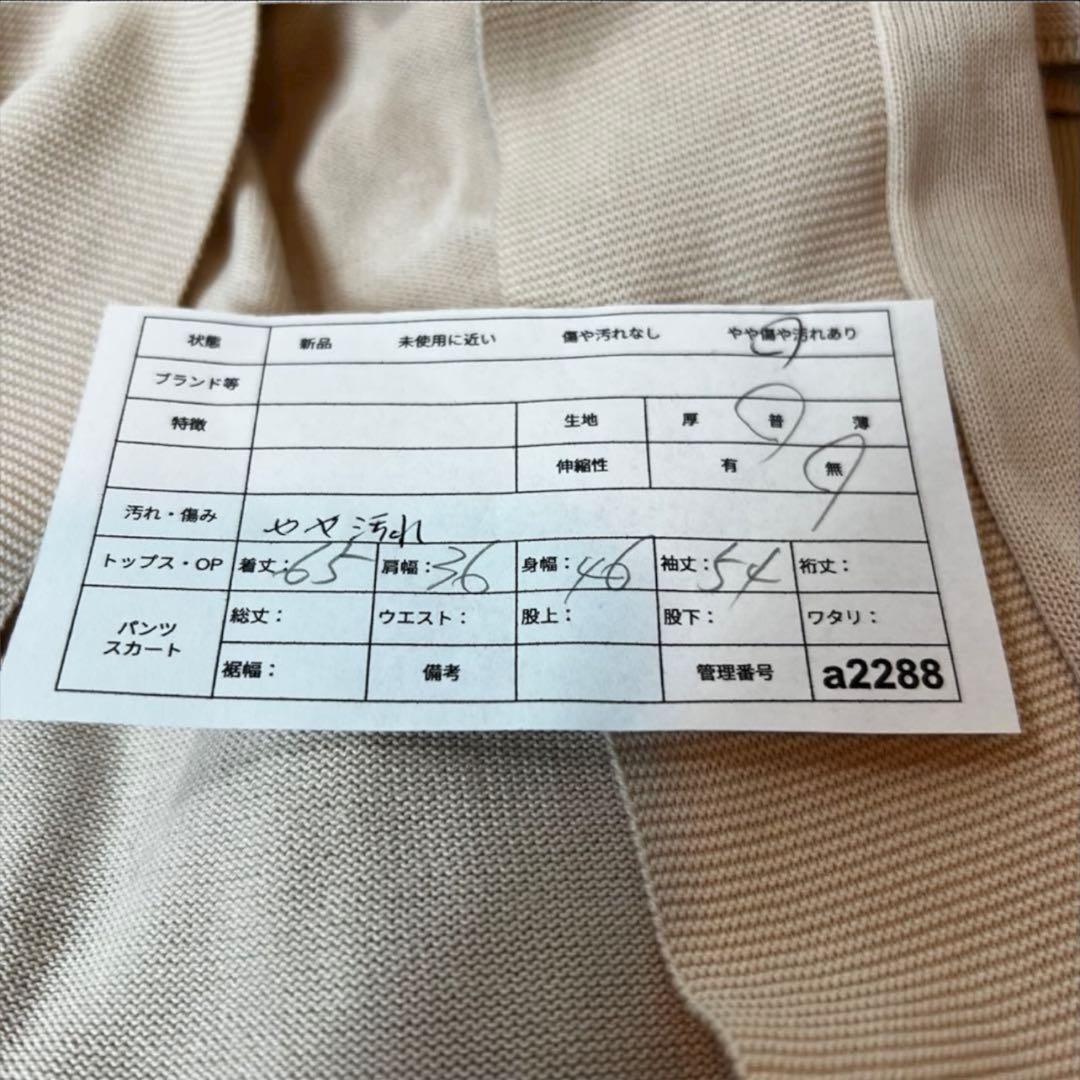 状態 新品 未使用に近い 傷や汚れなし やや傷や汚れあり
ブランド等
特徴 生地 厚 普 薄
伸縮性 有 無
汚れ・傷み やや汚れ
トップス・OP 着丈：65 肩幅：36 身幅：46 袖丈：54 裄丈：
パンツ スカート 総丈： ウエスト： 股上： 股下： ワタリ：
裾幅： 備考 管理番号 a2288